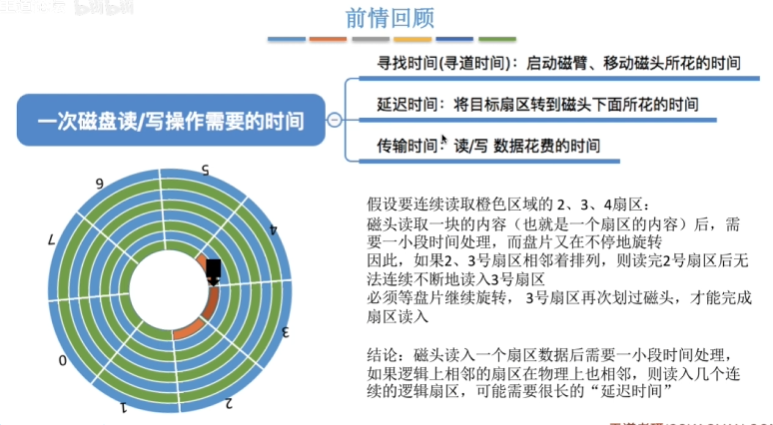 bilibili
前情回顾
一次磁盘读/写操作需要的时间
寻找时间(寻道时间)：启动磁臂、移动磁头所花的时间
延迟时间：将目标扇区转到磁头下面所花的时间
传输时间：读/写 数据花费的时间
5
6
4
7
3
0
1
2
假设要连续读取橙色区域的 2、3、4扇区：
磁头读取一块的内容（也就是一个扇区的内容）后，需
要一小段时间处理，而盘片又在不停地旋转
因此，如果2、3号扇区相邻着排列，则读完2号扇区后无
法连续不断地读入3号扇区
必须等盘片继续旋转，3号扇区再次划过磁头，才能完成
扇区读入
结论：磁头读入一个扇区数据后需要一小段时间处理，
如果逻辑上相邻的扇区在物理上也相邻，则读入几个连
续的逻辑扇区，可能需要很长的“延迟时间”